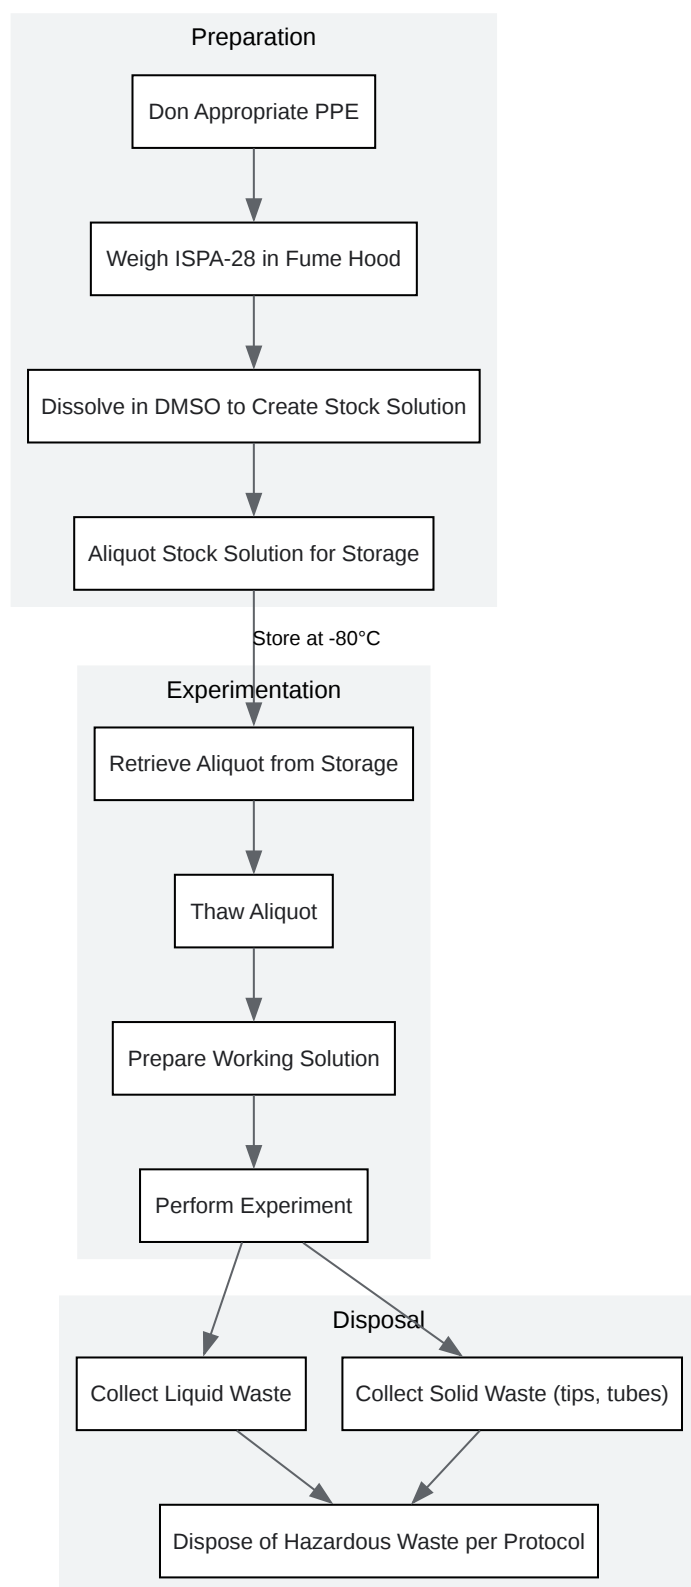 Preparation
Don Appropriate PPE
Weigh ISPA-28 in Fume Hood
Dissolve in DMSO to Create Stock Solution
Aliquot Stock Solution for Storage
Store at -80°C
Experimentation
Retrieve Aliquot from Storage
Thaw Aliquot
Prepare Working Solution
Perform Experiment
Disposal
Collect Liquid Waste
Collect Solid Waste (tips, tubes)
Dispose of Hazardous Waste per Protocol